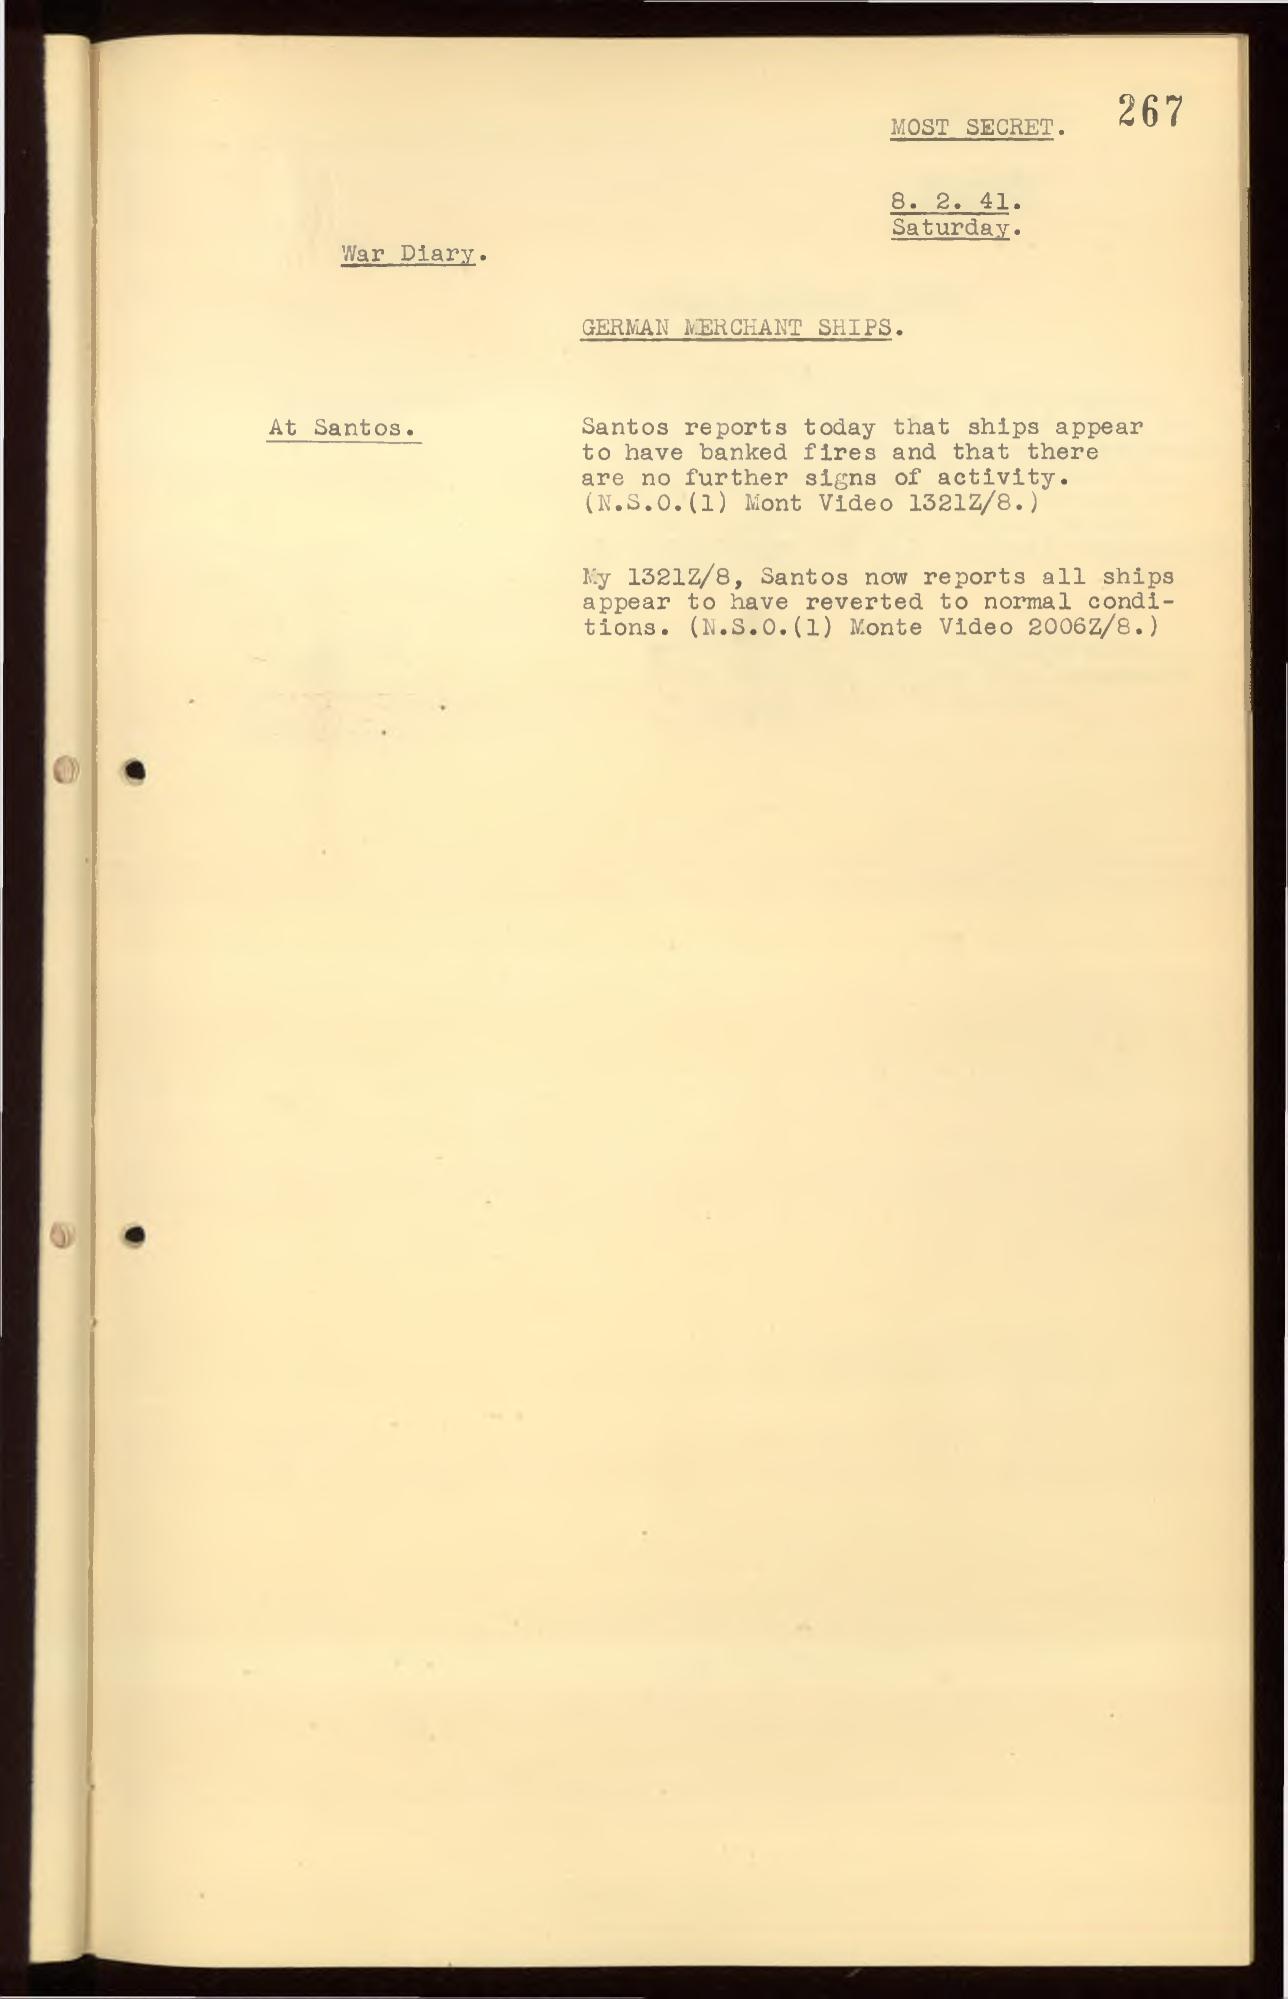 267
MOST SECRET.
8. 2. 41.
Saturday.
War Diary.
GERMAN MERCHANT SHIPS.
At Santos.
Santos reports today that ships appear
to have banked fires and that there
are no further signs of activity.
(N.S.O.(1) Mont Video 1321Z/8.)
My 1321Z/8, Santos now reports all ships
appear to have reverted to normal condi-
tions. (N.S.O.(1) Monte Video 2006Z/8.)